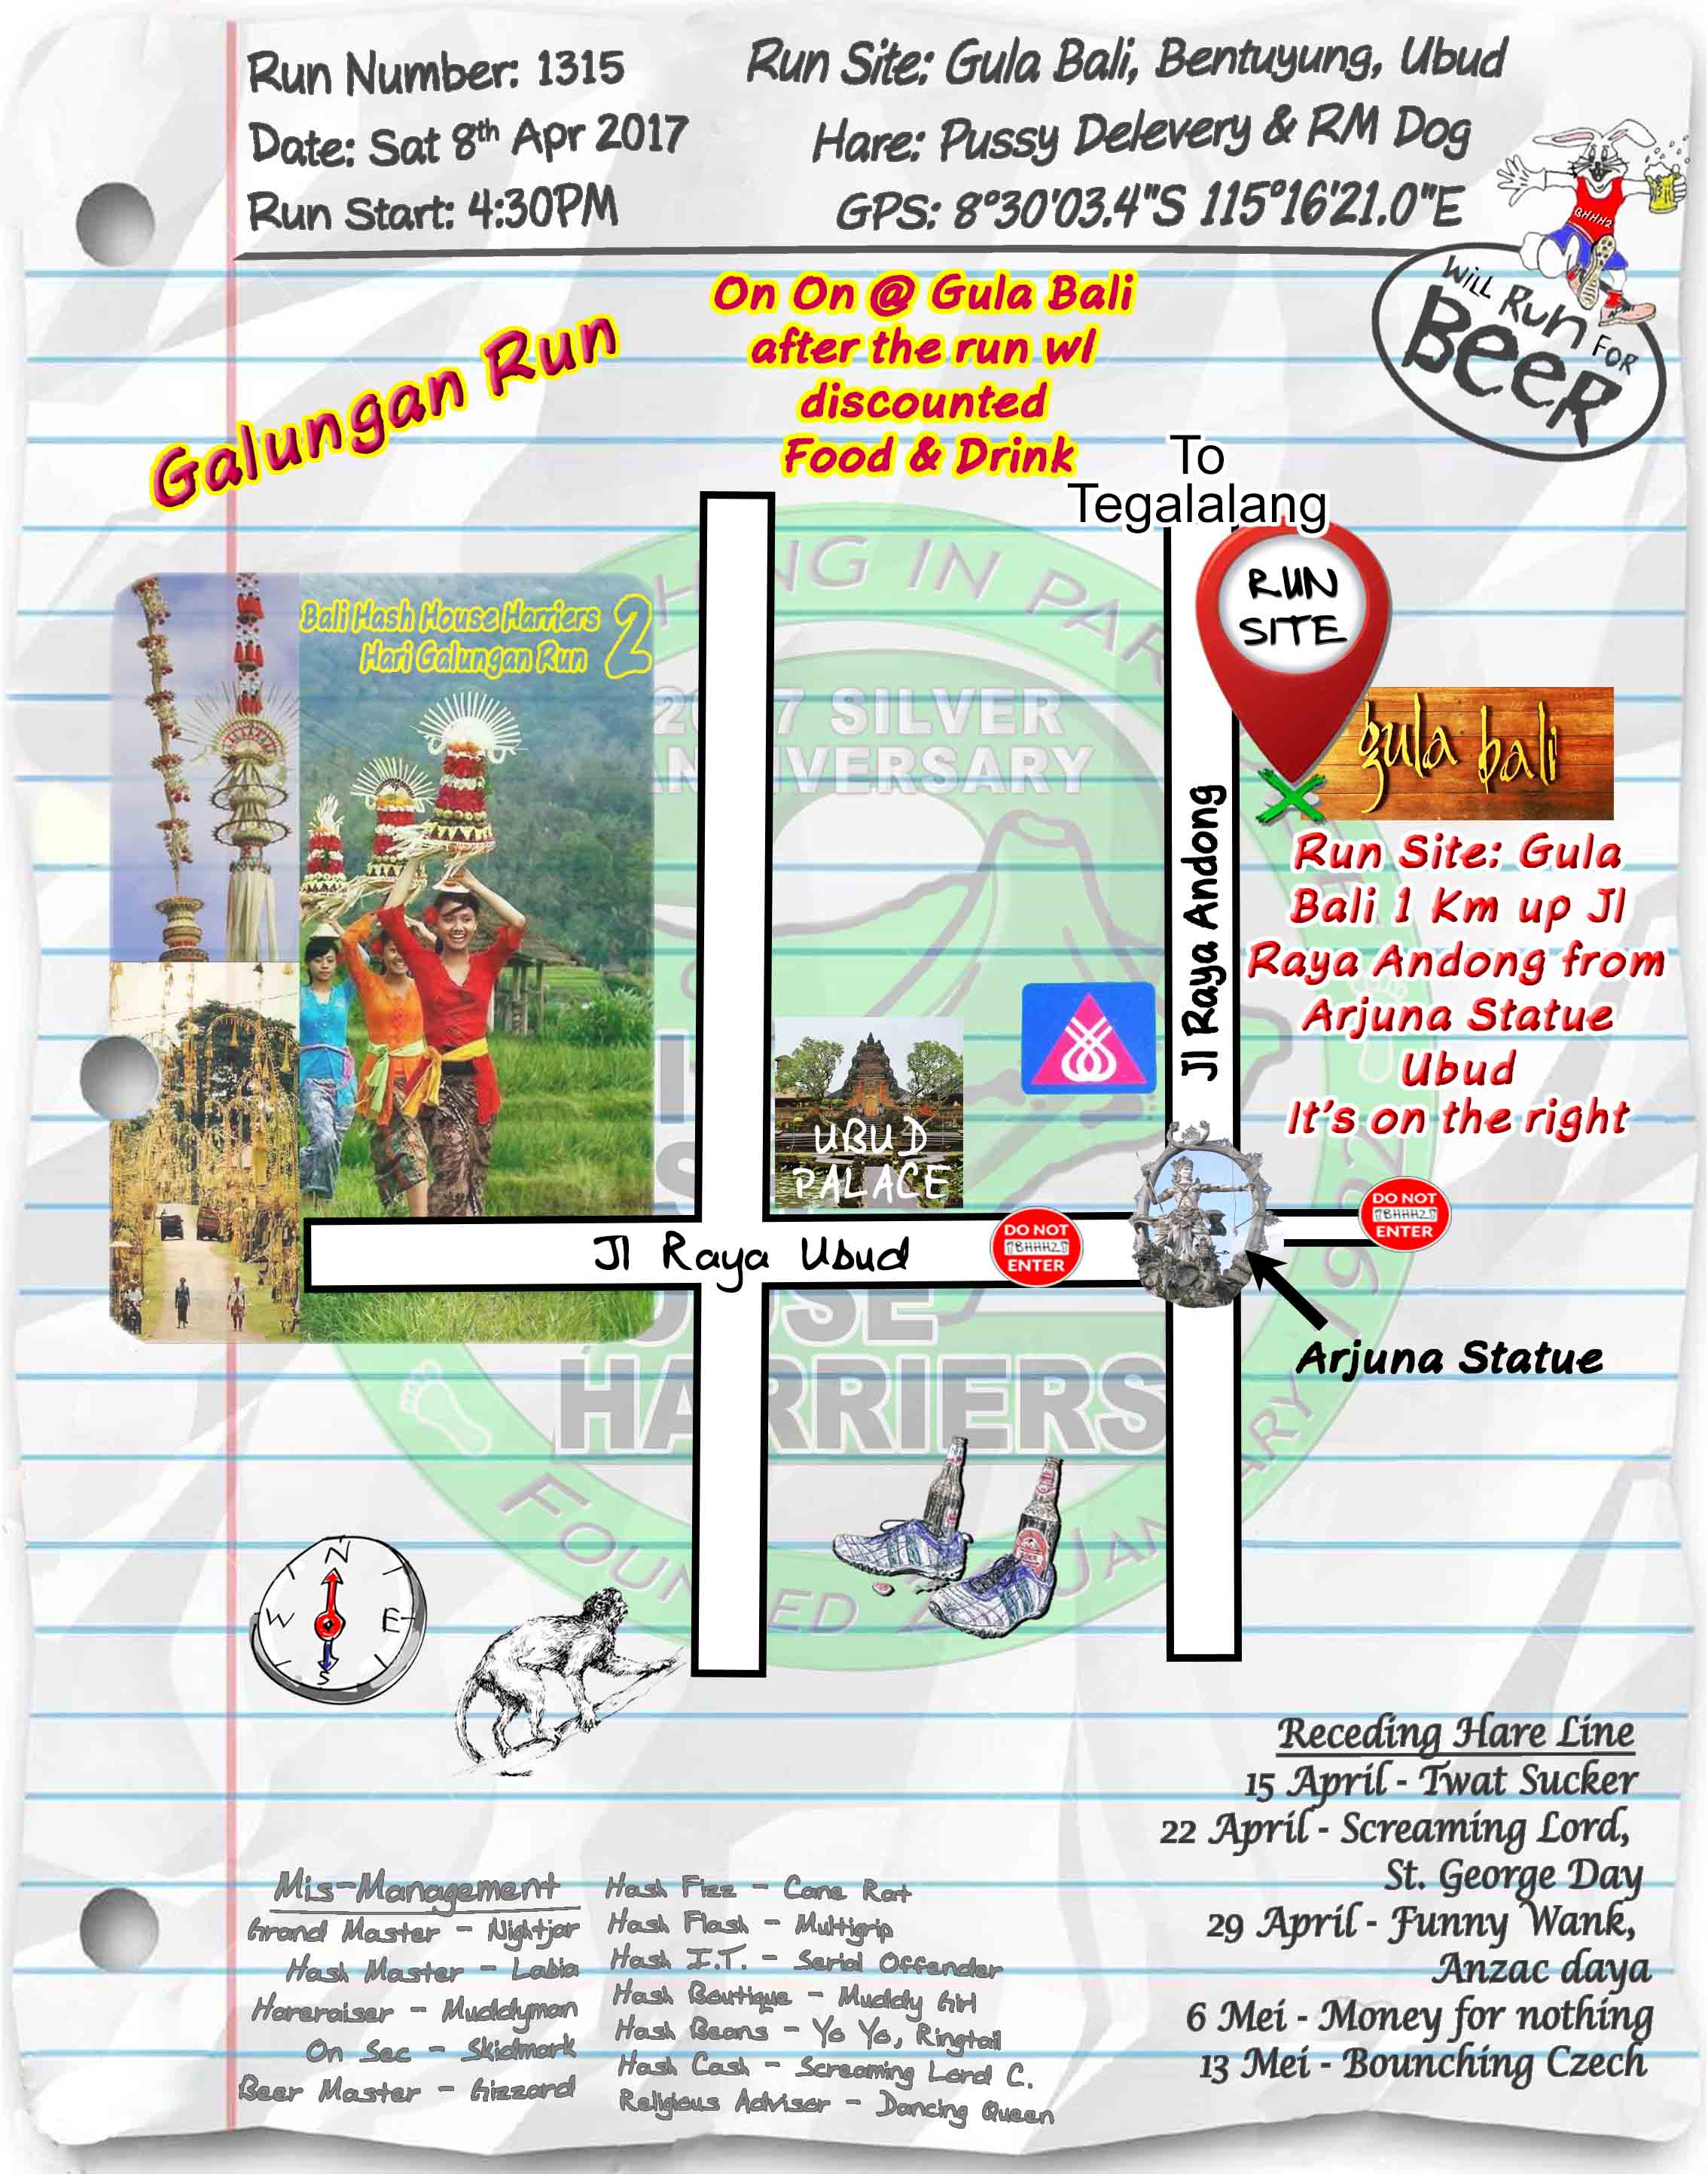 Run Number: 1315
Date: Sat 8th Apr 2017
Run Start: 4:30PM
Run Site: Gula Bali, Bentuyung, Ubud
Hare: Pussy Delevery & RM Dog
GPS: 8°30'03.4"S 115°16'21.0"E
BHHH2
WiLL Run FOR
BeeR
Galungan Run
On On @ Gula Bali
after the run w/
discounted
Food & Drink
To
Tegalalang
RUN
SITE
gula bali
Bali Hash House Harriers 2
Hari Galungan Run
2017 SILVER
ANNIVERSARY
Jl Raya Andong
Run Site: Gula
Bali 1 Km up Jl
Raya Andong from
Arjuna Statue
Ubud
It's on the right
UBUD
PALACE
Jl Raya Ubud
DO NOT
BHHH2
ENTER
DO NOT
BHHH2
ENTER
Arjuna Statue
HARRIERS
FOUNDED
N
W E
S
Receding Hare Line
15 April - Twat Sucker
22 April - Screaming Lord,
St. George Day
29 April - Funny Wank,
Anzac daya
6 Mei - Money for nothing
13 Mei - Bounching Czech
Mis-Management
Grand Master - Nightjar
Hash Master - Labia
Hareraiser - Muddyman
On Sec - Skidmark
Beer Master - Gizzard
Hash Fizz - Cane Rat
Hash Flash - Multigrip
Hash I.T. - Serial Offender
Hash Boutique - Muddy Girl
Hash Beans - Yo Yo, Ringtail
Hash Cash - Screaming Lord C.
Religious Advisor - Dancing Queen